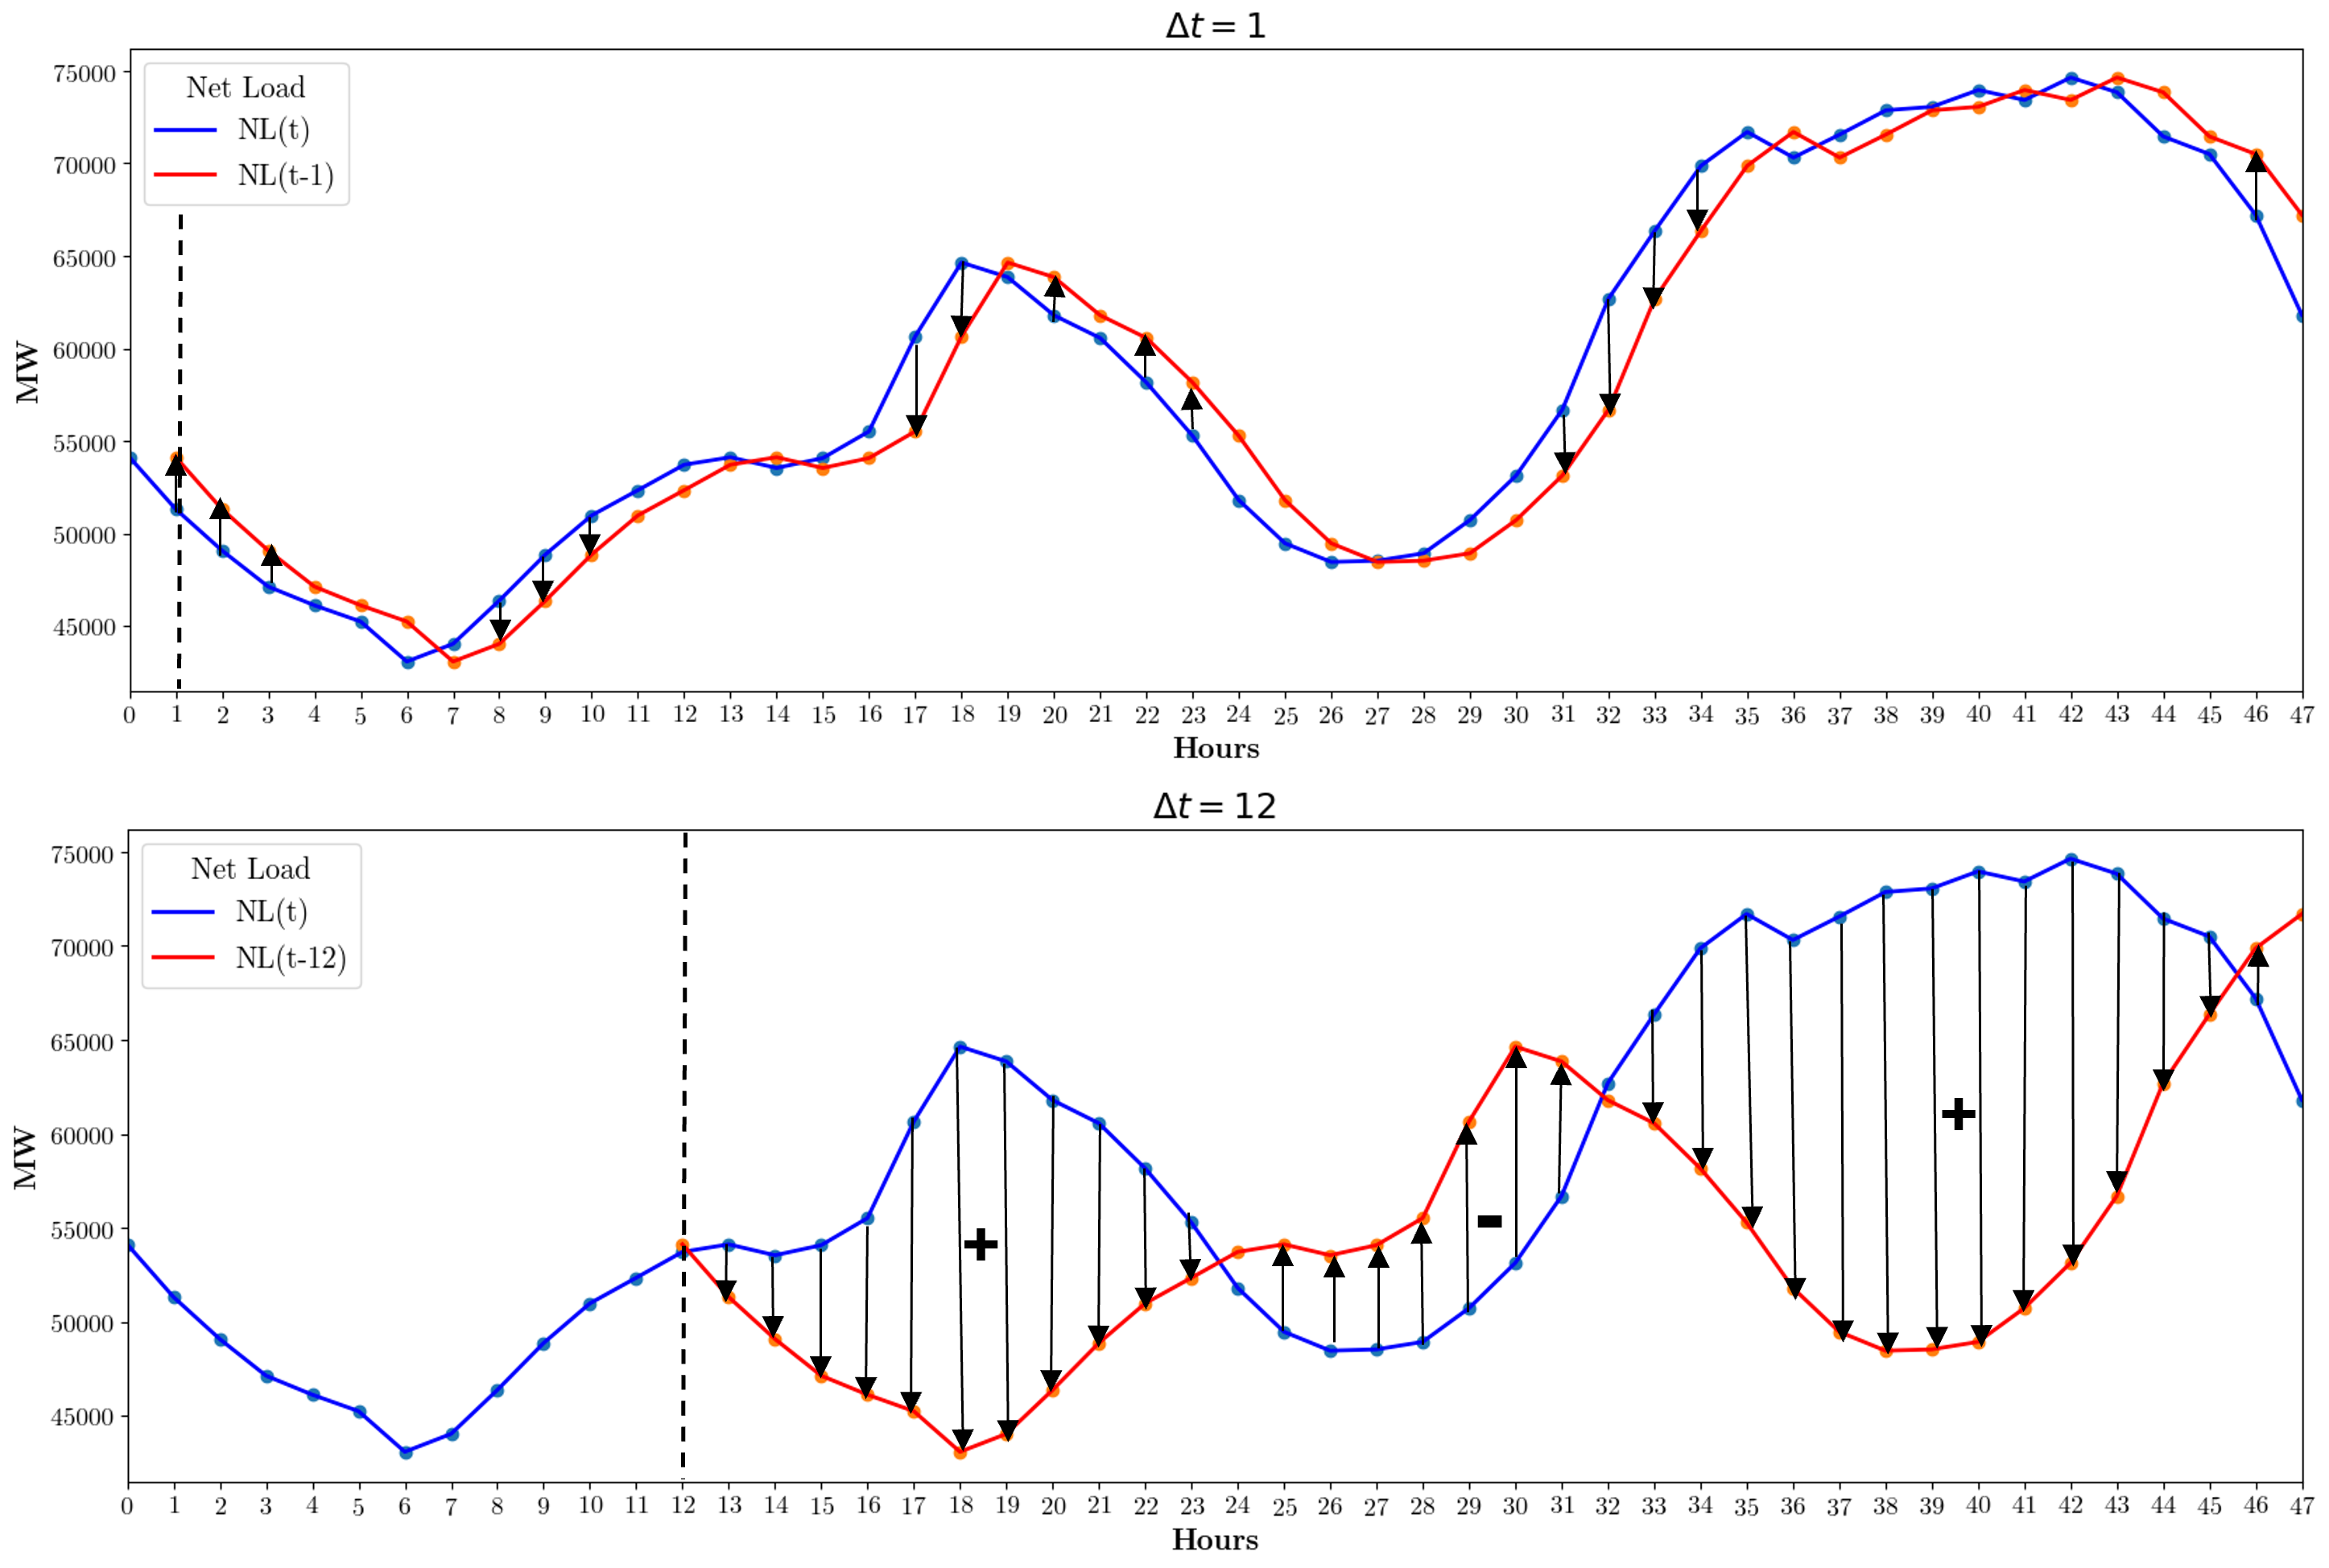 Δt = 1
Net Load
NL(t)
NL(t-1)
75000
70000
65000
60000
55000
50000
45000
MW
0 1 2 3 4 5 6 7 8 9 10 11 12 13 14 15 16 17 18 19 20 21 22 23 24 25 26 27 28 29 30 31 32 33 34 35 36 37 38 39 40 41 42 43 44 45 46 47
Hours
Δt = 12
Net Load
NL(t)
NL(t-12)
75000
70000
65000
60000
55000
50000
45000
MW
+
-
+
0 1 2 3 4 5 6 7 8 9 10 11 12 13 14 15 16 17 18 19 20 21 22 23 24 25 26 27 28 29 30 31 32 33 34 35 36 37 38 39 40 41 42 43 44 45 46 47
Hours